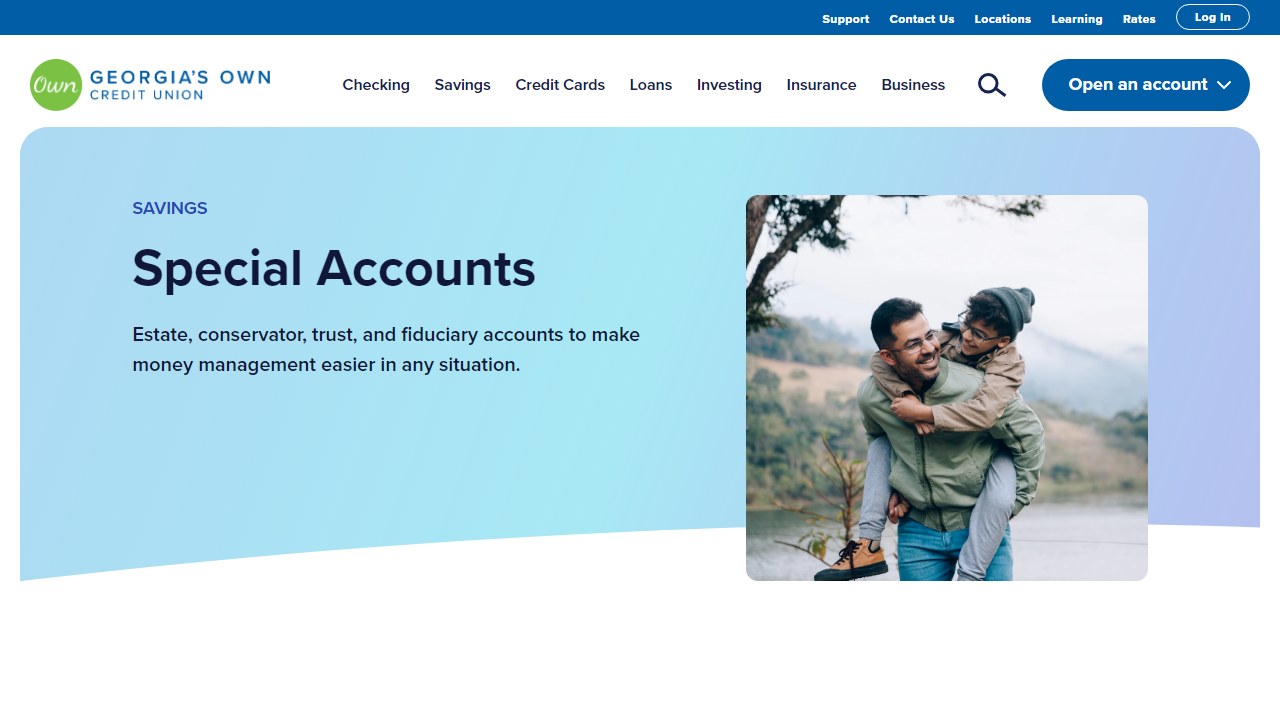 Support Contact Us Locations Learning Rates Log In
Own GEORGIA'S OWN
CREDIT UNION
Checking Savings Credit Cards Loans Investing Insurance Business Open an account
SAVINGS
Special Accounts
Estate, conservator, trust, and fiduciary accounts to make
money management easier in any situation.